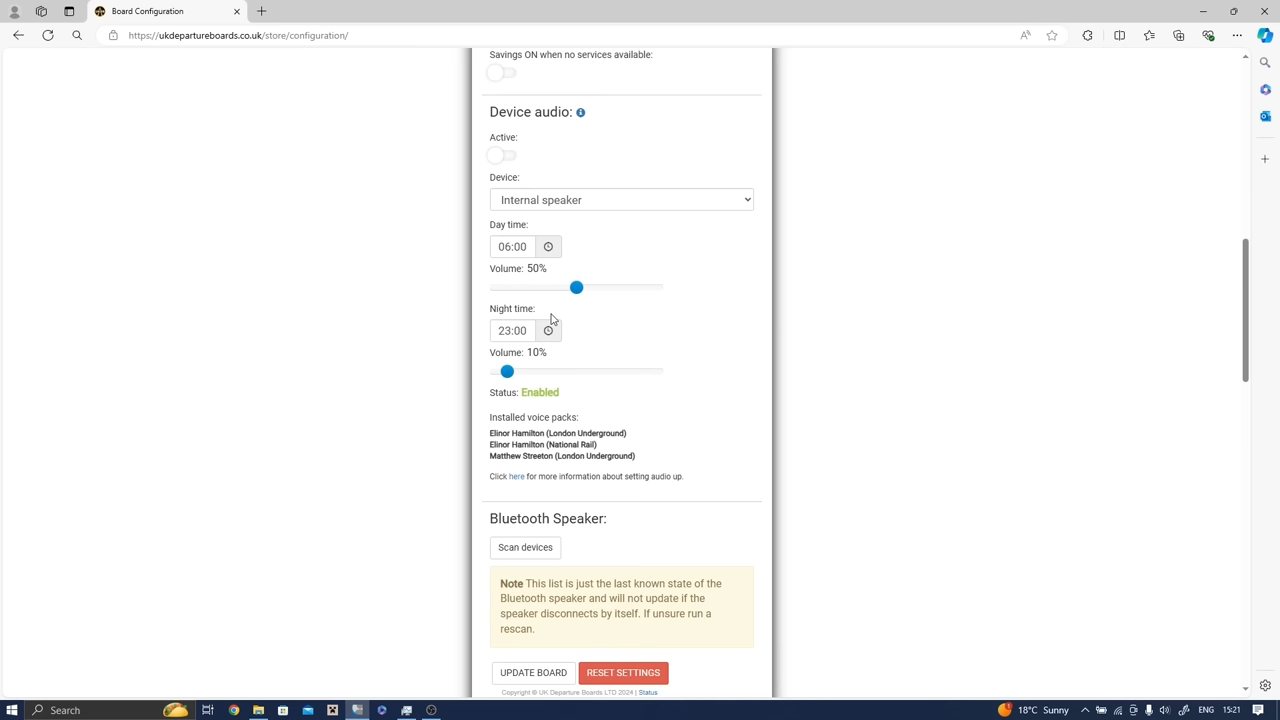 Board Configuration
https://ukdepartureboards.co.uk/store/configuration/
Savings ON when no services available:
Device audio:
Active:
Device:
Internal speaker
Day time:
06:00
Volume: 50%
Night time:
23:00
Volume: 10%
Status: Enabled
Installed voice packs:
Elinor Hamilton (London Underground)
Elinor Hamilton (National Rail)
Matthew Streeton (London Underground)
Click here for more information about setting audio up.
Bluetooth Speaker:
Scan devices
Note This list is just the last known state of the
Bluetooth speaker and will not update if the
speaker disconnects by itself. If unsure run a
rescan.
UPDATE BOARD RESET SETTINGS
Copyright © UK Departure Boards LTD 2024 | Status
Search
18°C Sunny
ENG
15:21